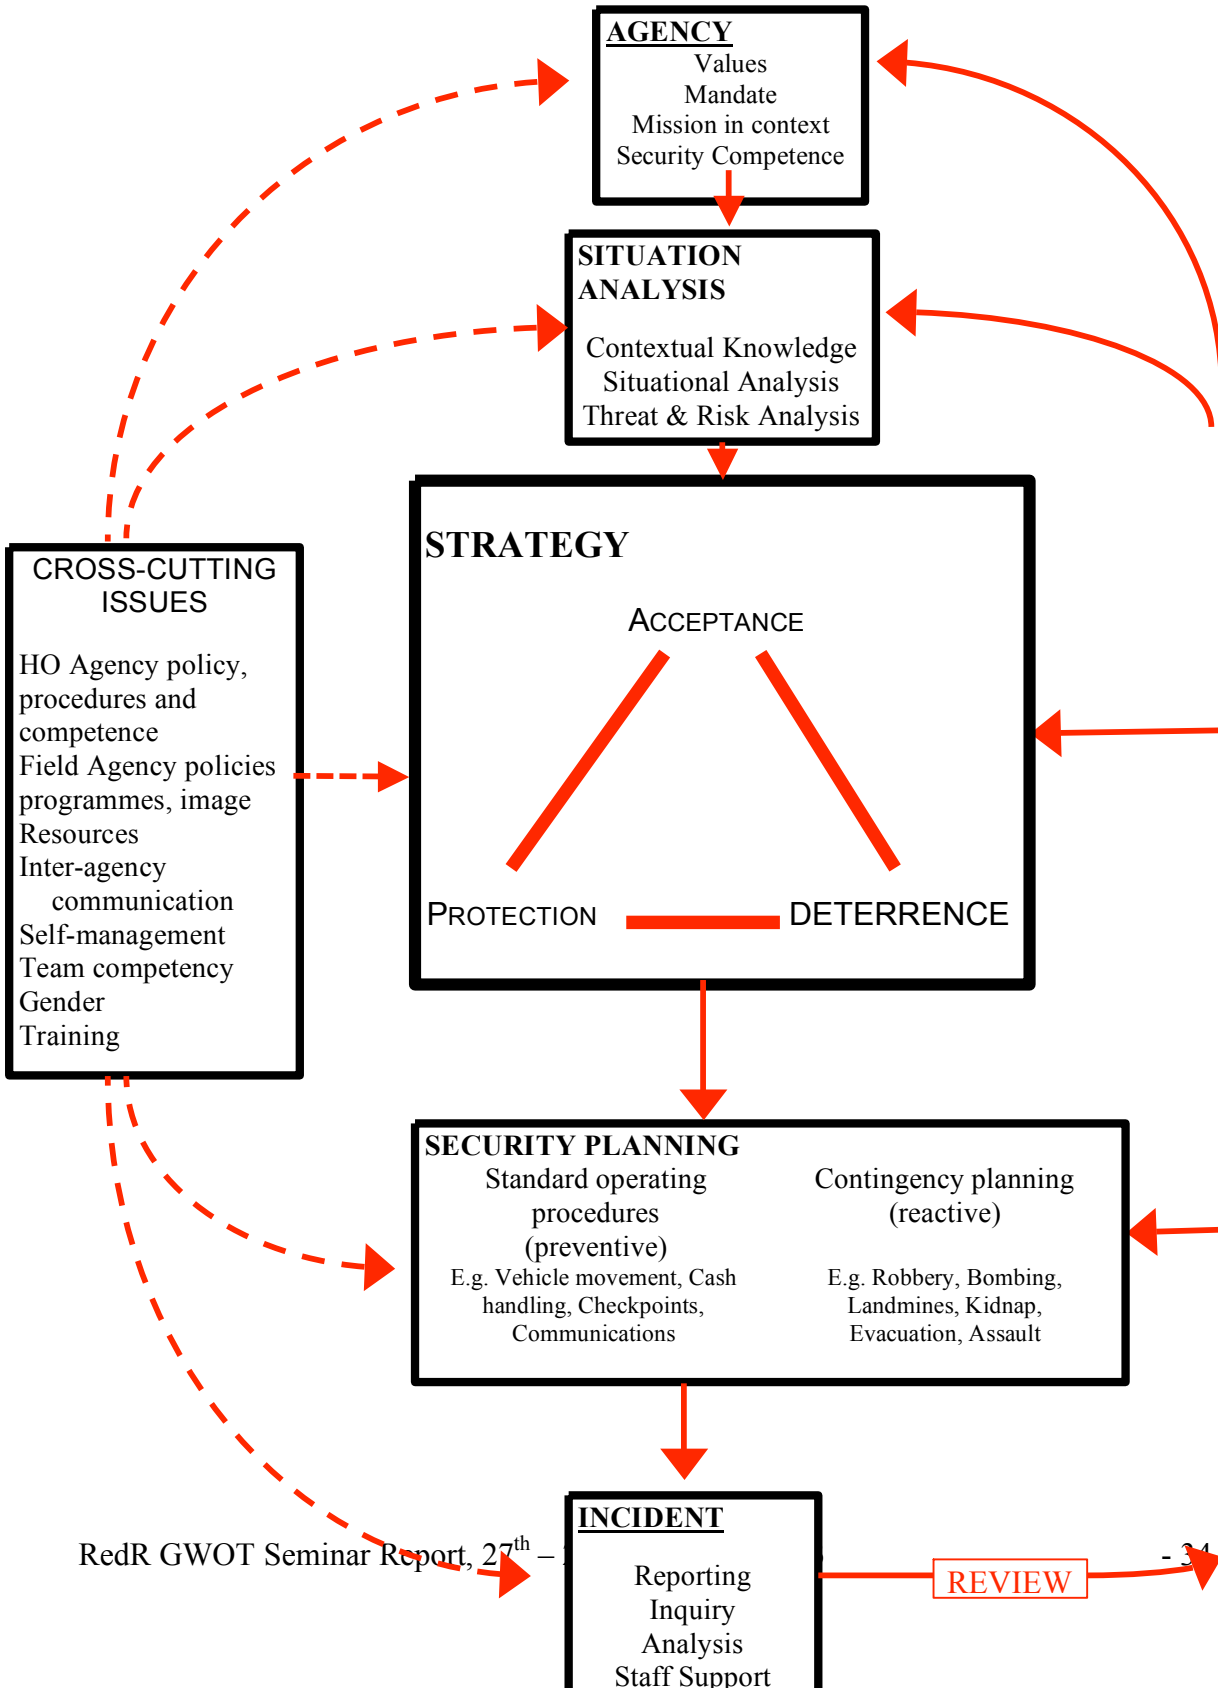 AGENCY
Values
Mandate
Mission in context
Security Competence
SITUATION
ANALYSIS
Contextual Knowledge
Situational Analysis
Threat & Risk Analysis
STRATEGY
ACCEPTANCE
PROTECTION
DETERRENCE
CROSS-CUTTING
ISSUES
HO Agency policy,
procedures and
competence
Field Agency policies
programmes, image
Resources
Inter-agency
communication
Self-management
Team competency
Gender
Training
SECURITY PLANNING
Standard operating
procedures
(preventive)
E.g. Vehicle movement, Cash
handling, Checkpoints,
Communications
Contingency planning
(reactive)
E.g. Robbery, Bombing,
Landmines, Kidnap,
Evacuation, Assault
INCIDENT
Reporting
Inquiry
Analysis
Staff Support
REVIEW
RedR GWOT Seminar Report, 27th – - 34